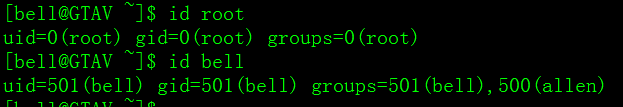 [bell@GTAV ~]$ id root
uid=0(root) gid=0(root) groups=0(root)
[bell@GTAV ~]$ id bell
uid=501(bell) gid=501(bell) groups=501(bell),500(allen)
[bell@GTAV ~]$